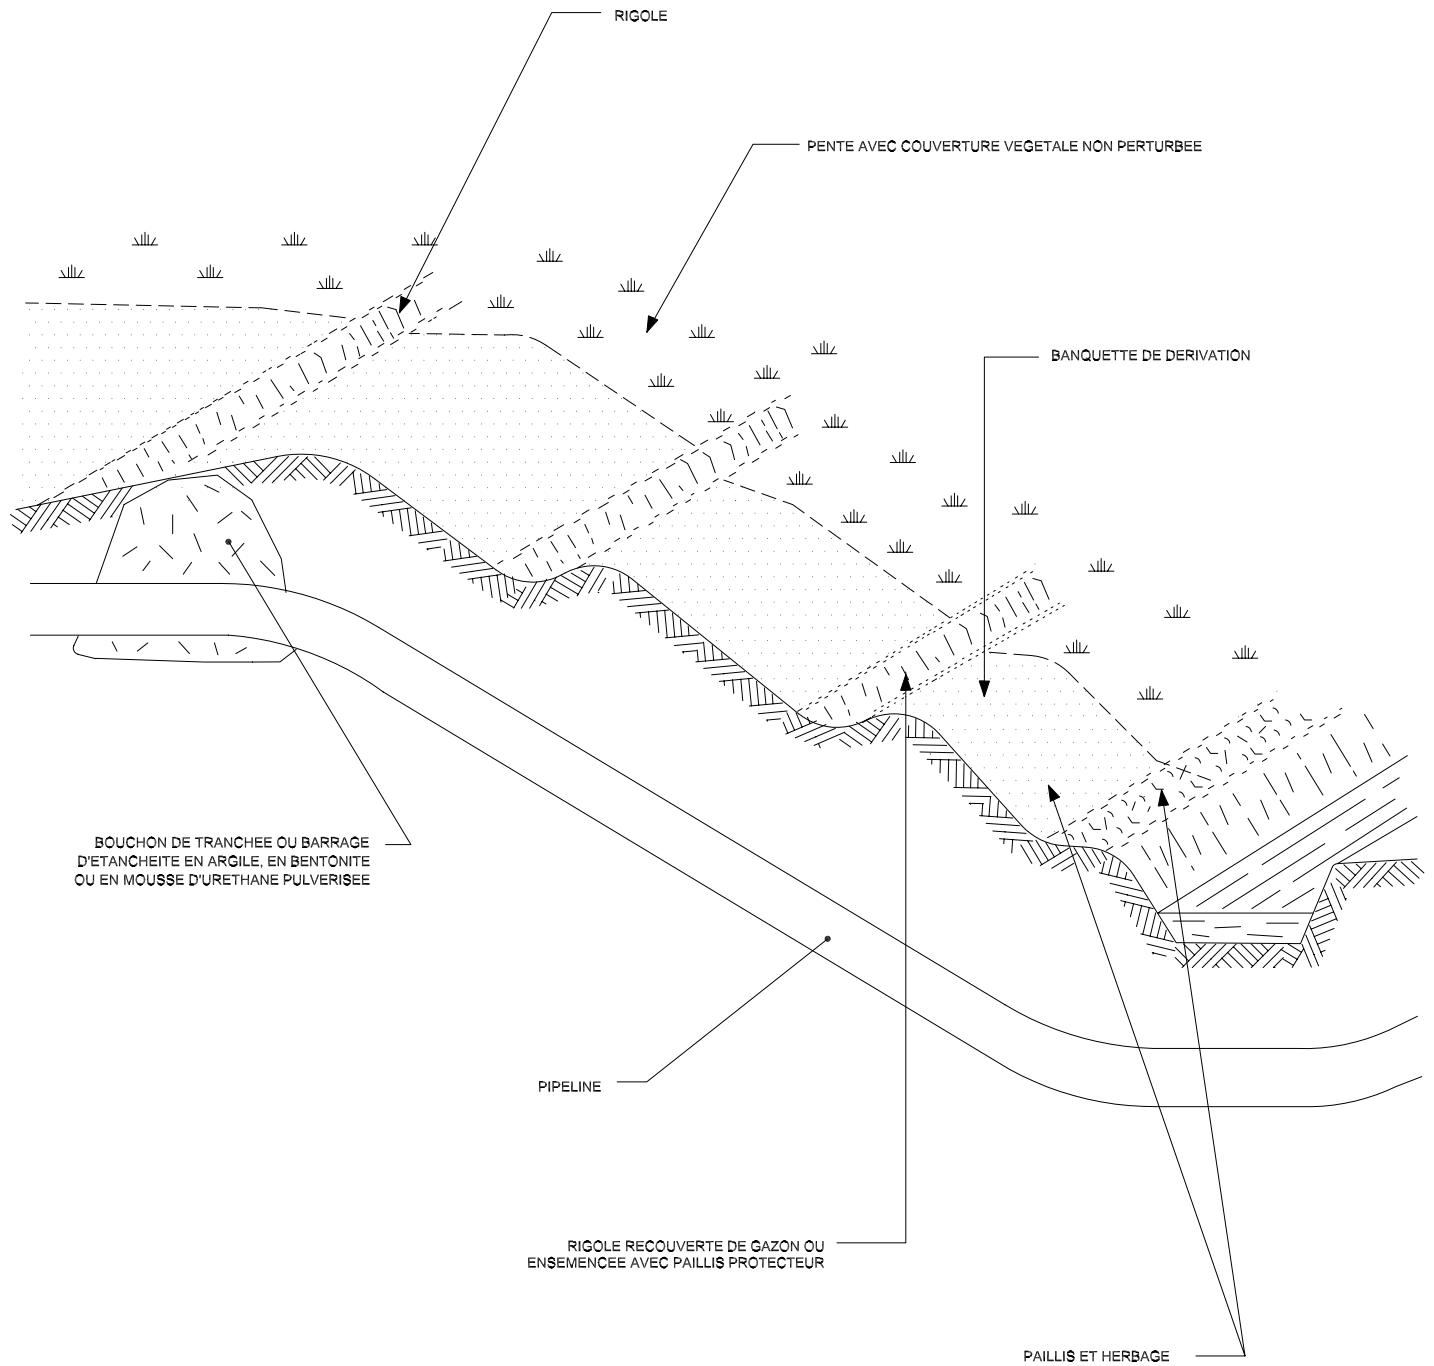 RIGOLE
PENTE AVEC COUVERTURE VEGETALE NON PERTURBEE
BANQUETTE DE DERIVATION
BOUCHON DE TRANCHEE OU BARRAGE
D'ETANCHEITE EN ARGILE, EN BENTONITE
OU EN MOUSSE D'URETHANE PULVERISEE
PIPELINE
RIGOLE RECOUVERTE DE GAZON OU
ENSEMENCEE AVEC PAILLIS PROTECTEUR
PAILLIS ET HERBAGE